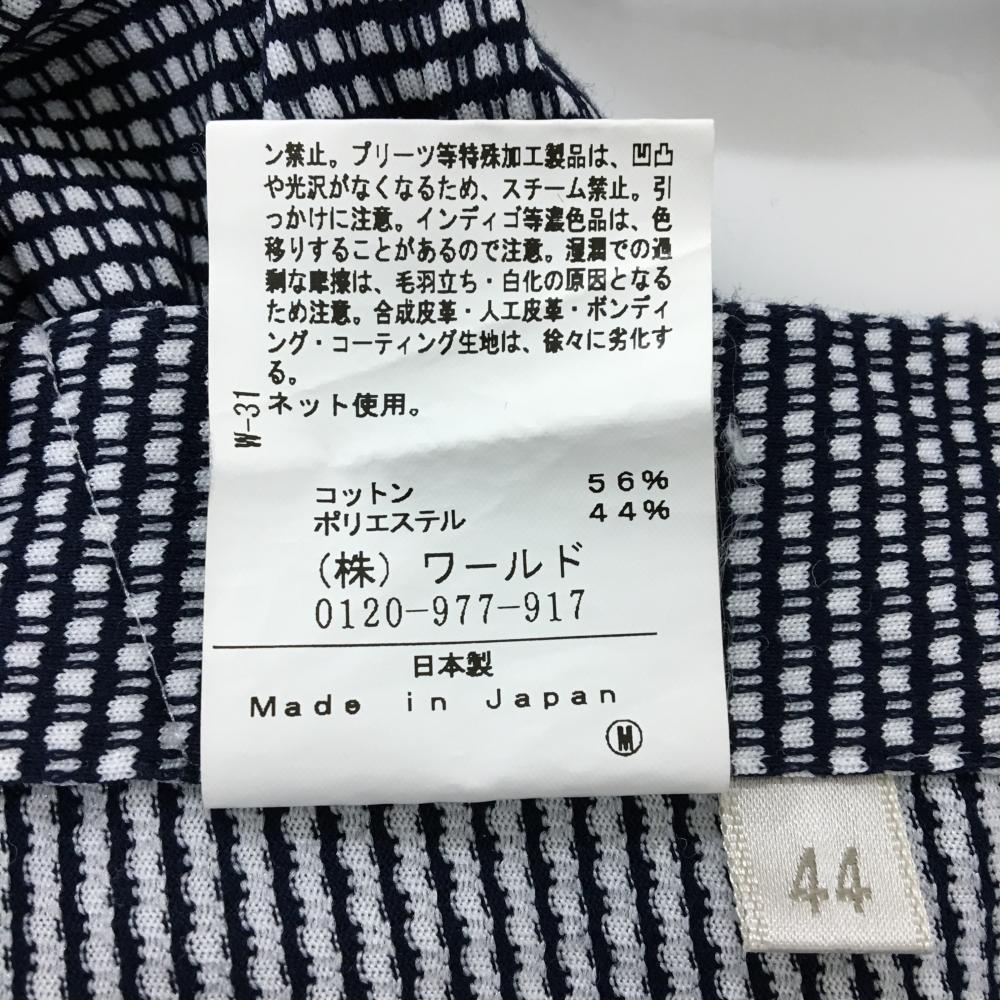 ン禁止。プリーツ等特殊加工製品は、凹凸
や光沢がなくなるため、スチーム禁止。引
っかけに注意。インディゴ等濃色品は、色
移りすることがあるので注意。湿潤での過
剰な摩擦は、毛羽立ち・白化の原因となる
ため注意。合成皮革・人工皮革・ボンディ
ング・コーティング生地は、徐々に劣化す
る。
ネット使用。
W-31
コットン 56%
ポリエステル 44%
(株) ワールド
0120-977-917
日本製
Made in Japan
M
44